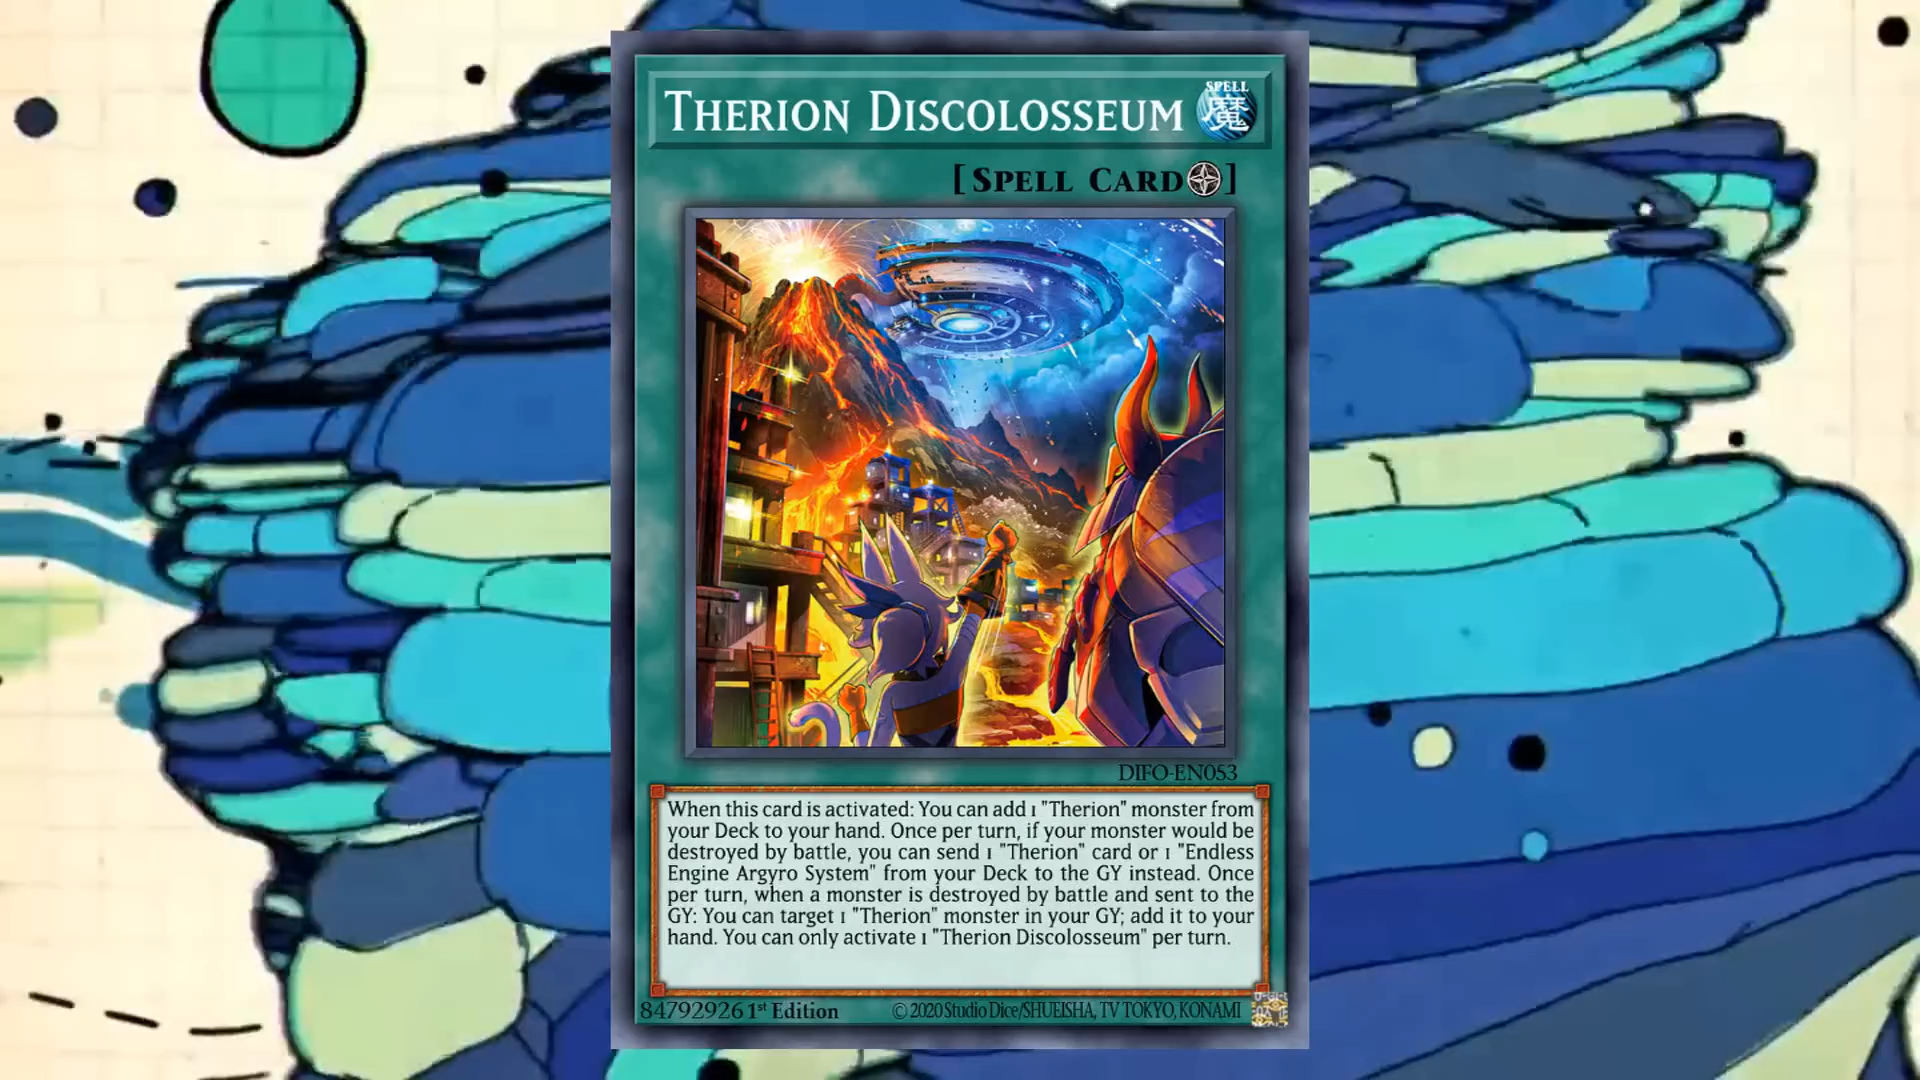 THERION DISCOLOSSEUM
SPELL
魔
[SPELL CARD]
DIFO-EN053
When this card is activated: You can add 1 "Therion" monster from
your Deck to your hand. Once per turn, if your monster would be
destroyed by battle, you can send 1 "Therion" card or 1 "Endless
Engine Argyro System" from your Deck to the GY instead. Once
per turn, when a monster is destroyed by battle and sent to the
GY: You can target 1 "Therion" monster in your GY; add it to your
hand. You can only activate 1 "Therion Discolosseum" per turn.
84792926 1st Edition
© 2020 Studio Dice/SHUEISHA, TV TOKYO, KONAMI